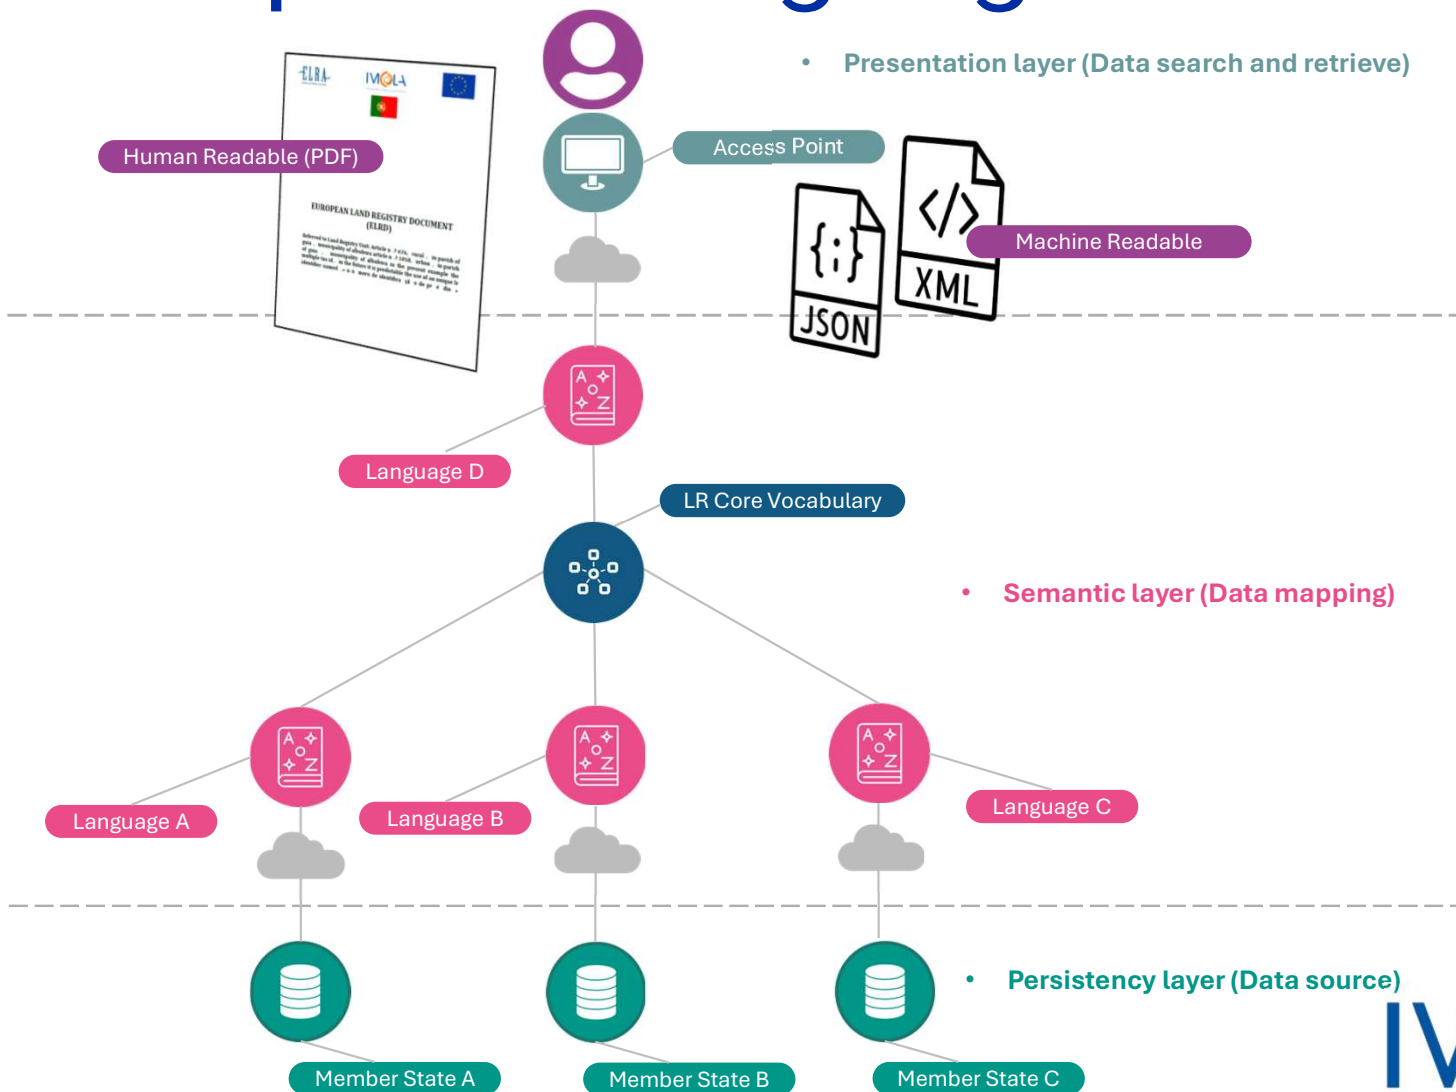 • Presentation layer (Data search and retrieve)
ELRA
IMOLA
Human Readable (PDF)
Access Point
EUROPEAN LAND REGISTRY DOCUMENT
(ELRD)
{;}
JSON
</>
XML
Machine Readable
A
Z
Language D
LR Core Vocabulary
• Semantic layer (Data mapping)
A
Z
A
Z
A
Z
Language A
Language B
Language C
• Persistency layer (Data source)
Member State A
Member State B
Member State C